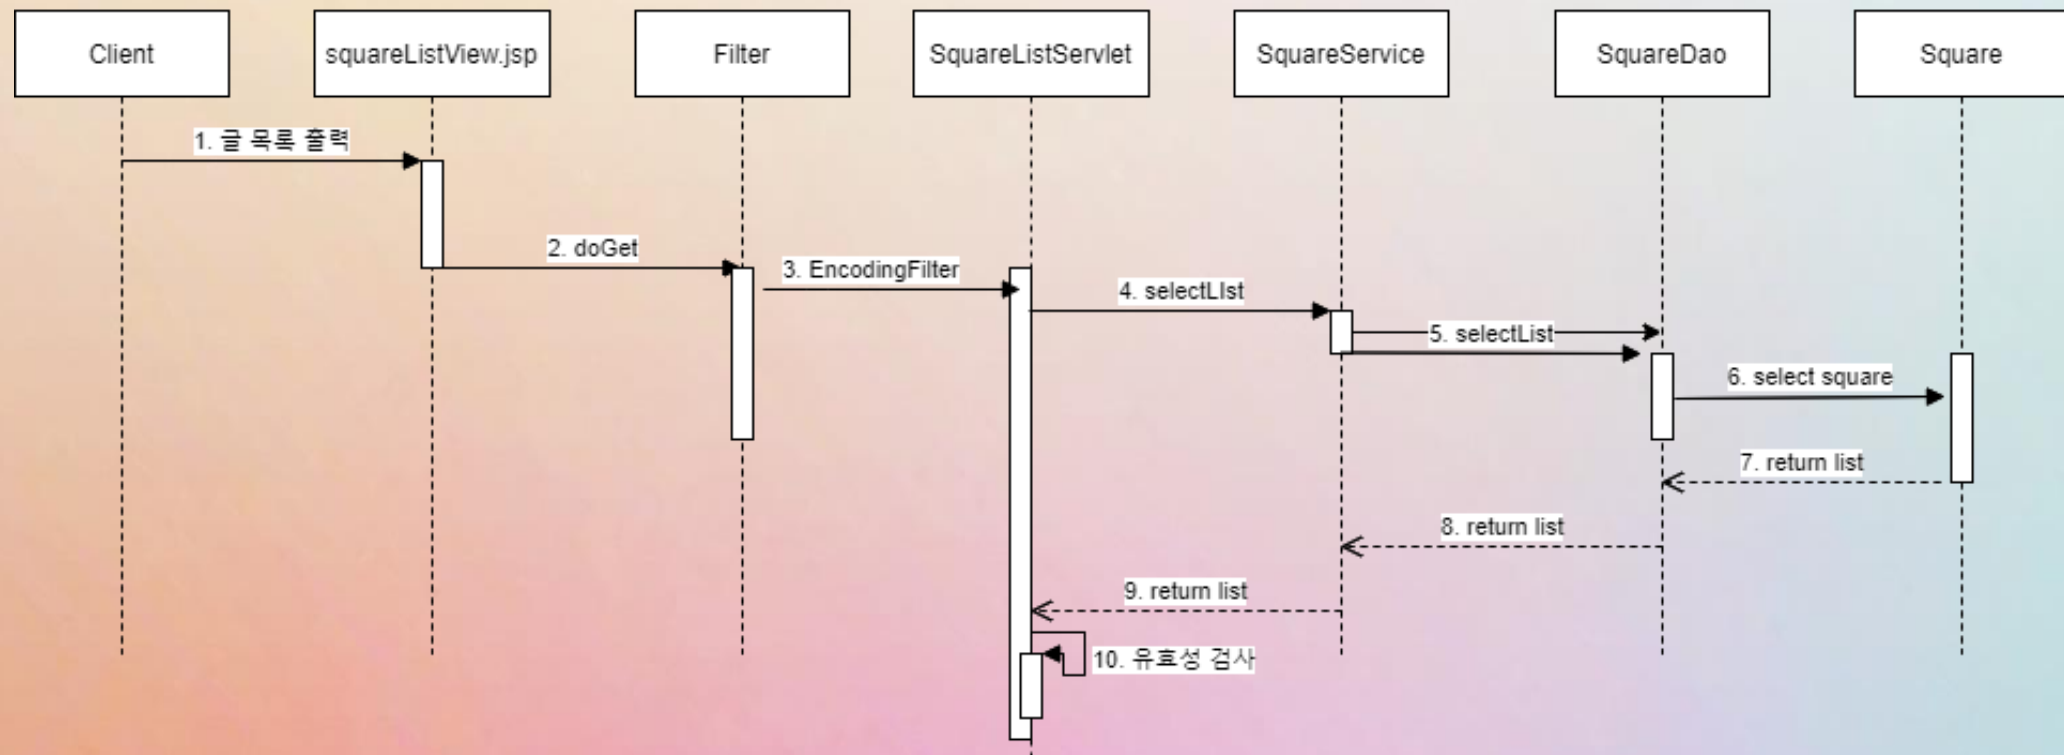 Client
squareListView.jsp
Filter
SquareListServlet
SquareService
SquareDao
Square
1. 글 목록 출력
2. doGet
3. EncodingFilter
4. selectLIst
5. selectList
6. select square
7. return list
8. return list
9. return list
10. 유효성 검사